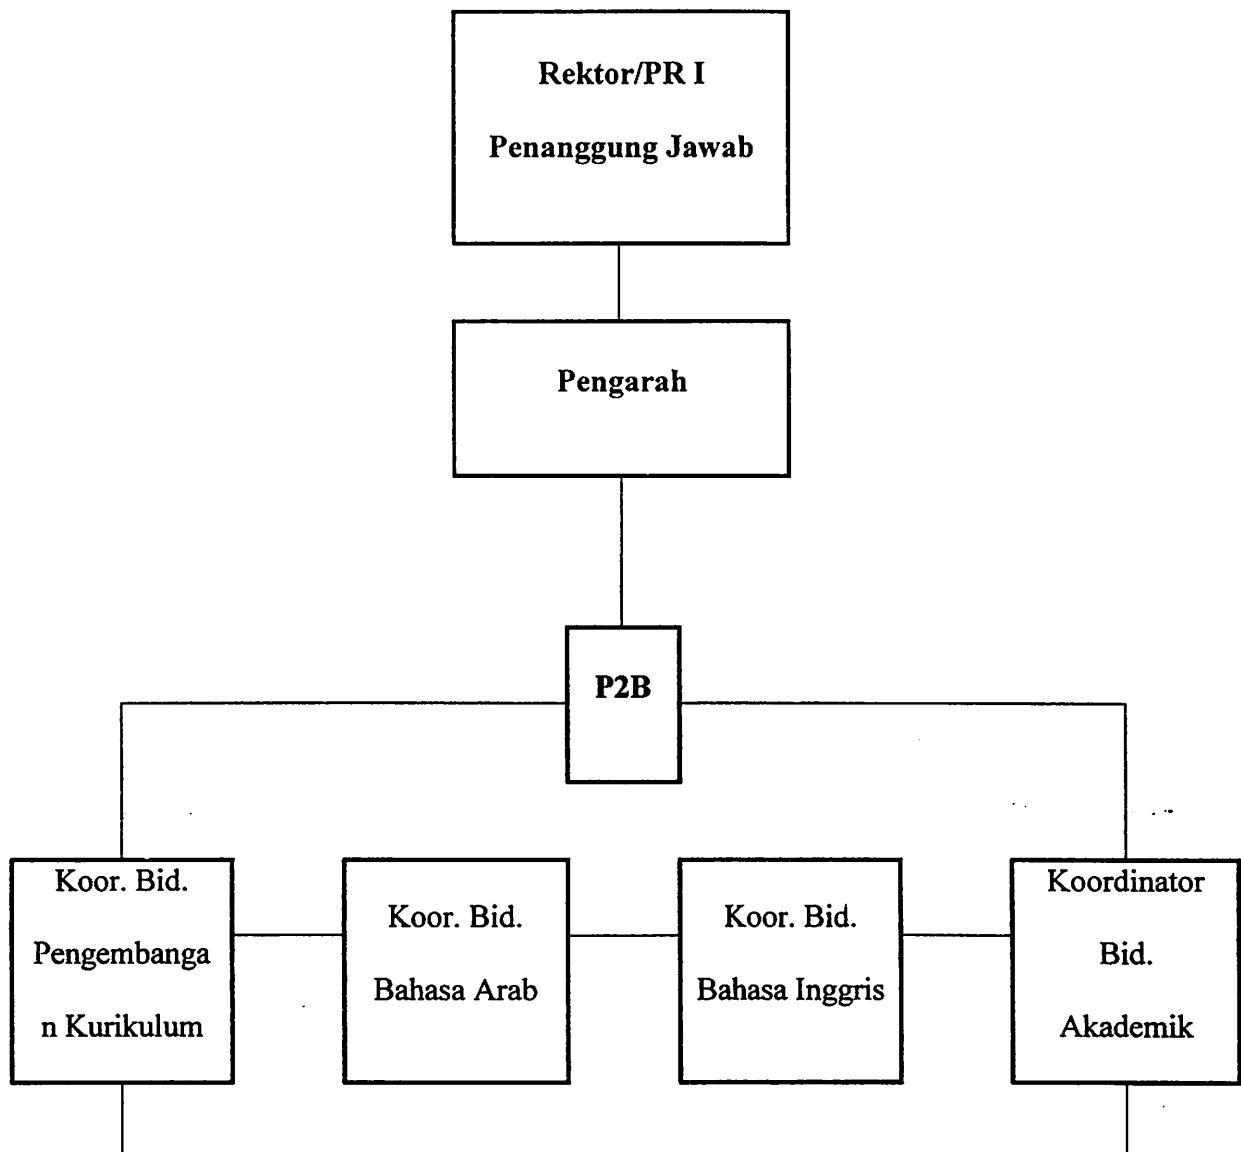 Rektor/PR I
Penanggung Jawab
Pengarah
P2B
Koor. Bid.
Pengembanga
n Kurikulum
Koor. Bid.
Bahasa Arab
Koor. Bid.
Bahasa Inggris
Koordinator
Bid.
Akademik